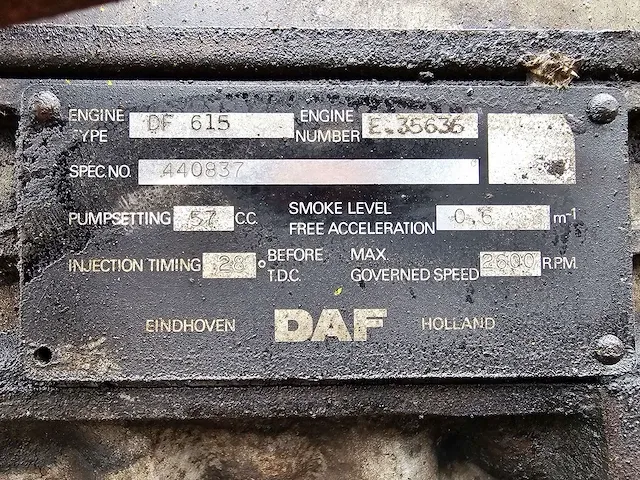 ENGINE TYPE DF 615 ENGINE NUMBER E.35636
SPEC.NO. 440837
PUMPSETTING 57 C.C. SMOKE LEVEL FREE ACCELERATION 0,6 m-1
INJECTION TIMING 28° BEFORE T.D.C. MAX. GOVERNED SPEED 2600 R.P.M.
EINDHOVEN DAF HOLLAND